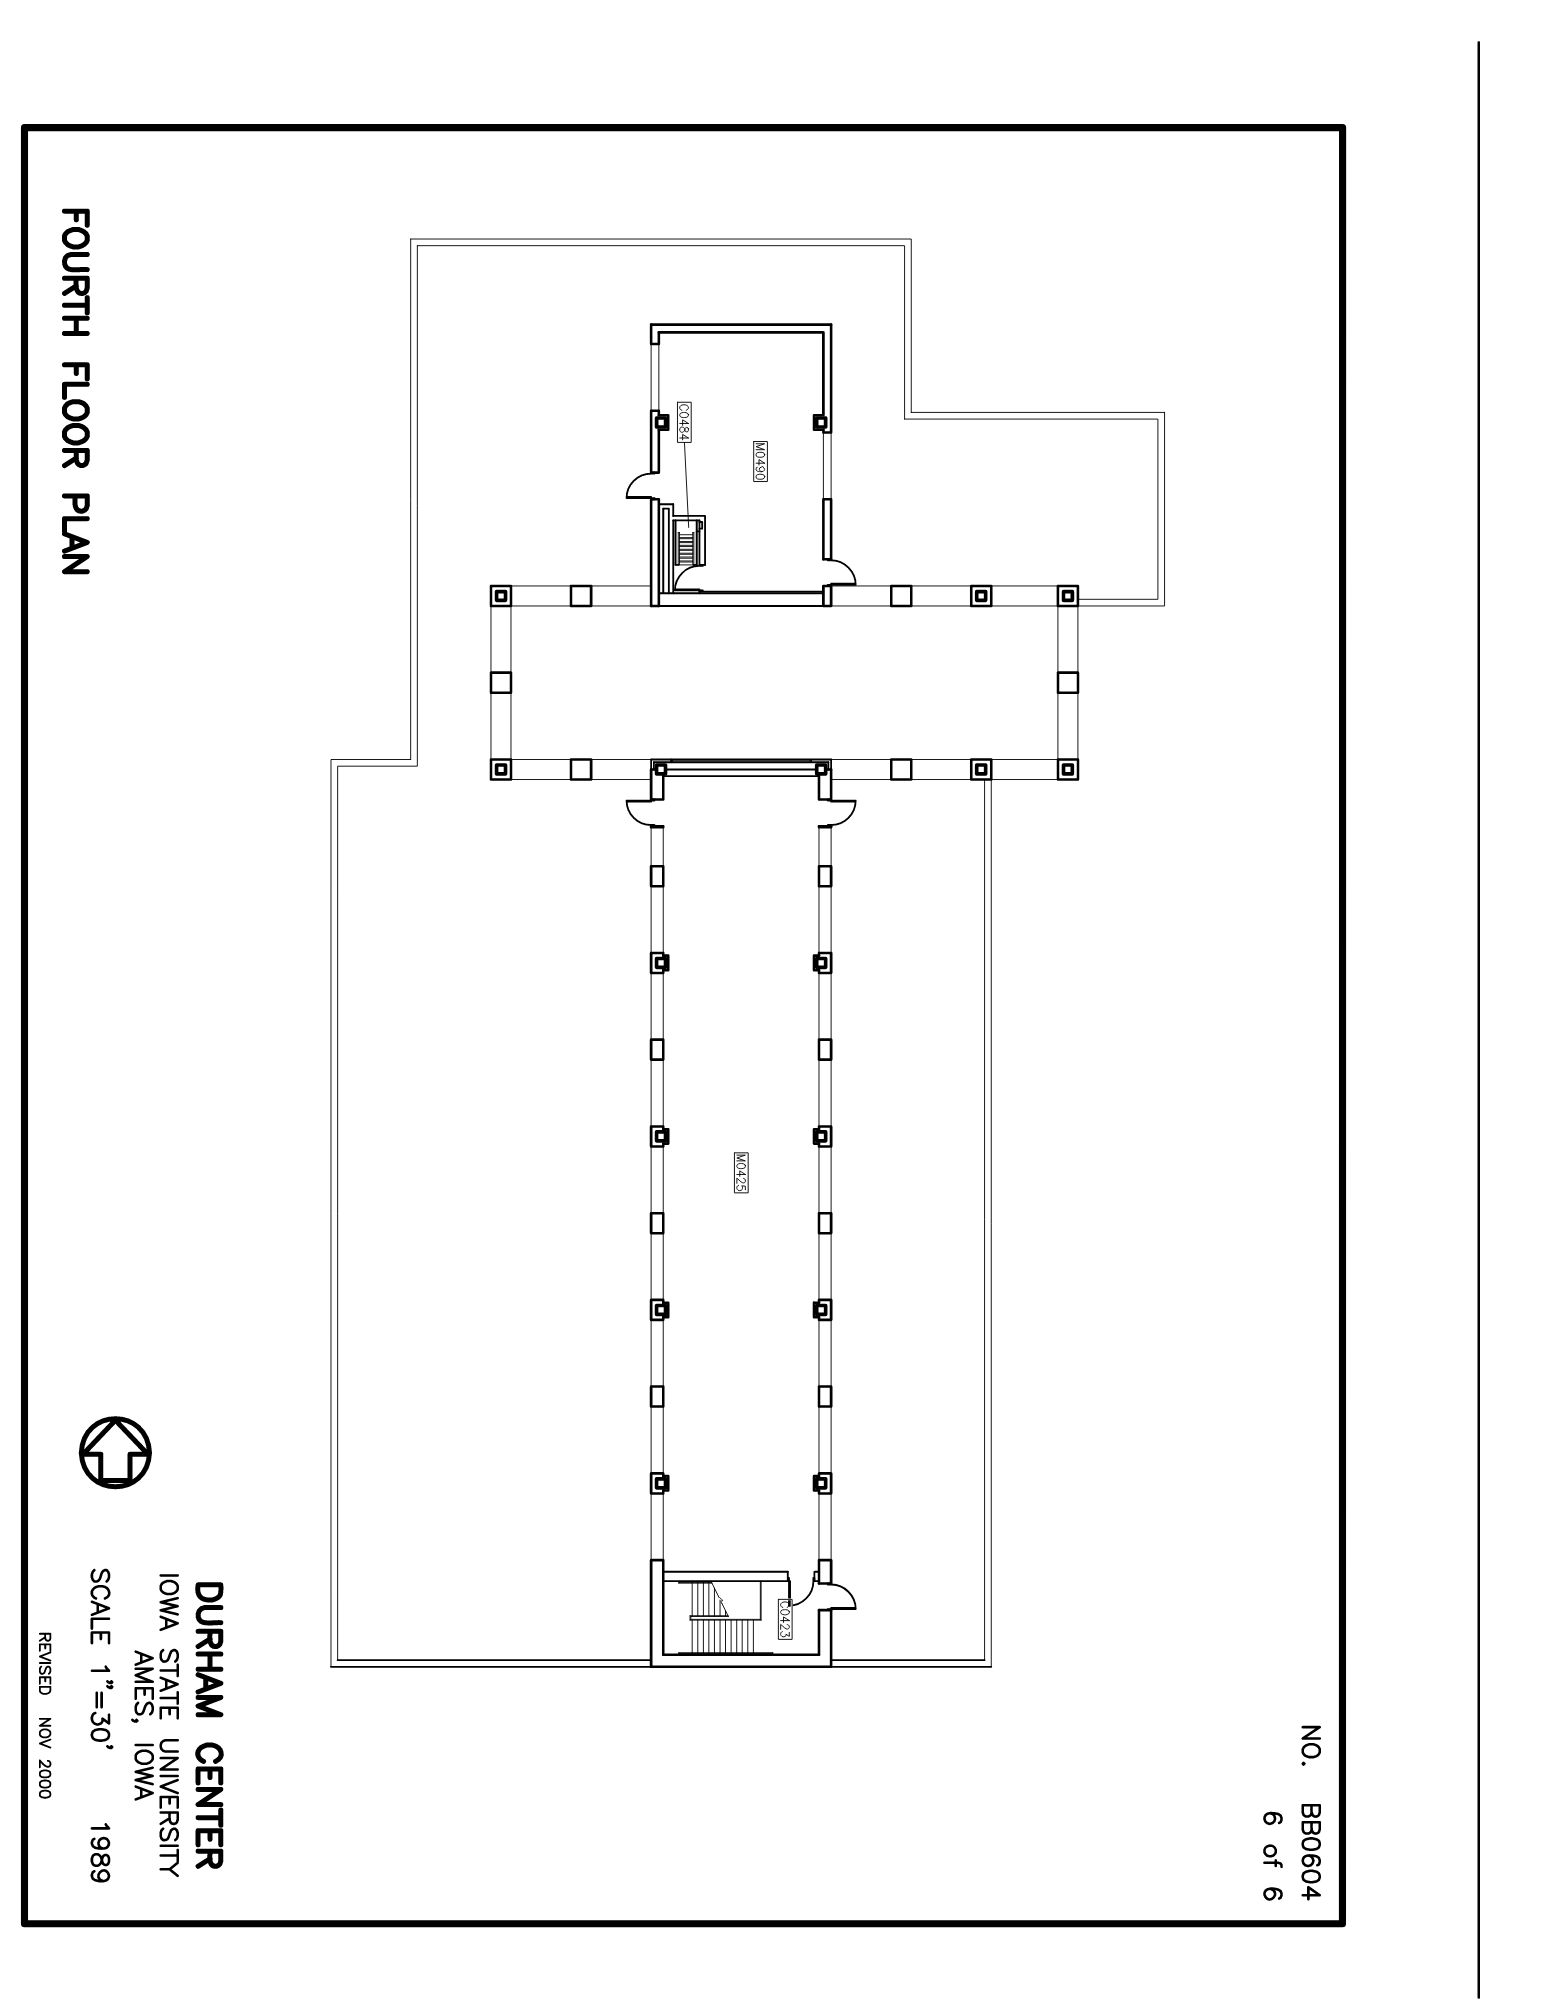 NO. BB0604
6 of 6
C0484
M0490
M0425
C0423
FOURTH FLOOR PLAN
DURHAM CENTER
IOWA STATE UNIVERSITY
AMES, IOWA
SCALE 1"=30' 1989
REVISED NOV 2000